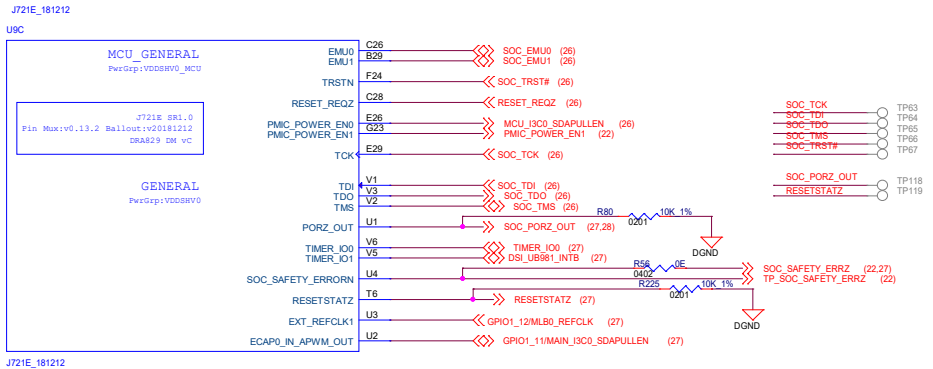 J721E_181212
U9C
MCU_GENERAL
PwrGrp:VDDSHV0_MCU
J721E SR1.0
Pin Mux:v0.13.2 Ballout:v20181212
DRA829 DM vC
GENERAL
PwrGrp:VDDSHV0
EMU0 C26 SOC_EMU0 (26)
EMU1 B29 SOC_EMU1 (26)
TRSTN F24 SOC_TRST# (26)
RESET_REQZ C28 RESET_REQZ (26)
PMIC_POWER_EN0 E26 MCU_I3C0_SDAPULLEN (26)
PMIC_POWER_EN1 G23 PMIC_POWER_EN1 (22)
TCK E29 SOC_TCK (26)
TDI V1 SOC_TDI (26)
TDO V3 SOC_TDO (26)
TMS V2 SOC_TMS (26)
PORZ_OUT U1 SOC_PORZ_OUT (27,28)
R80 10K_1%
0201
DGND
TIMER_IO0 V6 TIMER_IO0 (27)
TIMER_IO1 V5 DSI_UB981_INTB (27)
SOC_SAFETY_ERRORN U4
R56 0E
0402
SOC_SAFETY_ERRZ (22,27)
TP_SOC_SAFETY_ERRZ (22)
RESETSTATZ T6 RESETSTATZ (27)
R225 10K_1%
0201
DGND
EXT_REFCLK1 U3 GPIO1_12/MLB0_REFCLK (27)
ECAP0_IN_APWM_OUT U2 GPIO1_11/MAIN_I3C0_SDAPULLEN (27)
J721E_181212
SOC_TCK TP63
SOC_TDI TP64
SOC_TDO TP65
SOC_TMS TP66
SOC_TRST# TP67
SOC_PORZ_OUT TP118
RESETSTATZ TP119